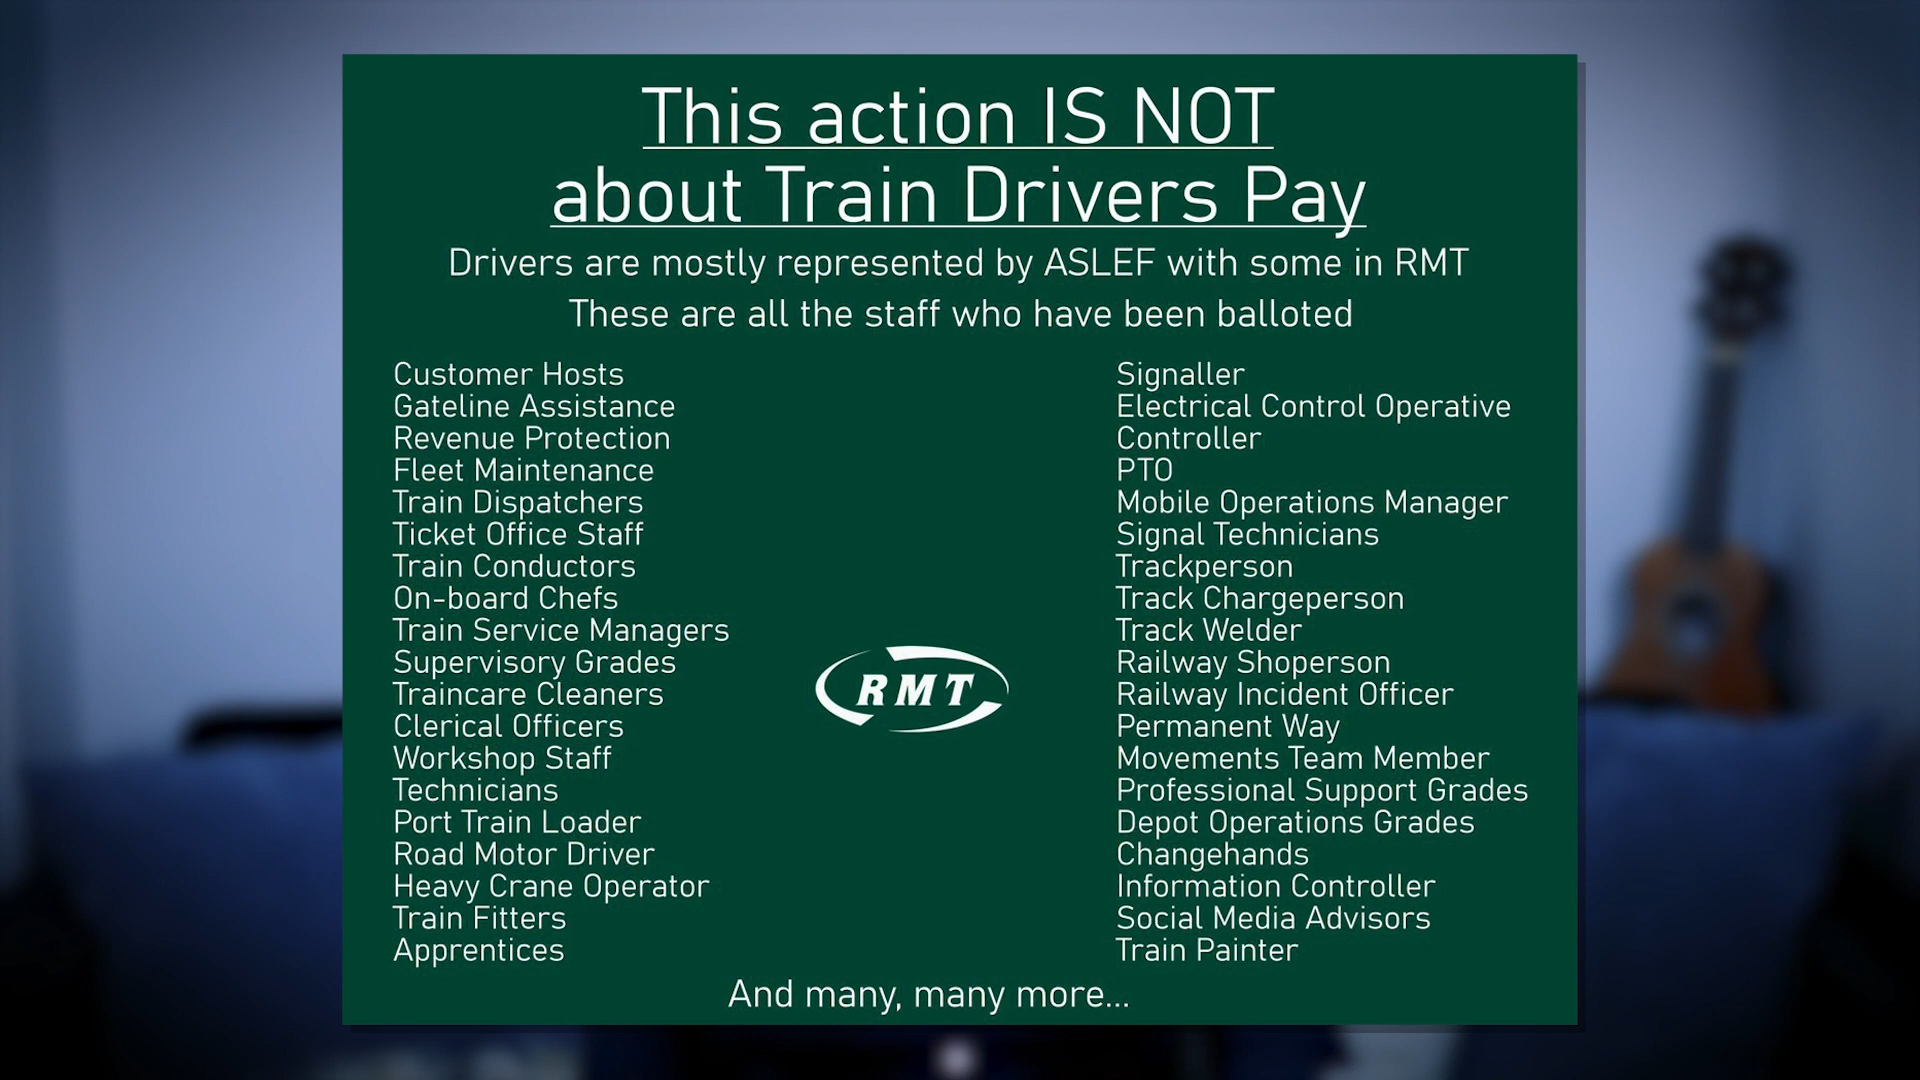 This action IS NOT
about Train Drivers Pay
Drivers are mostly represented by ASLEF with some in RMT
These are all the staff who have been balloted
Customer Hosts
Gateline Assistance
Revenue Protection
Fleet Maintenance
Train Dispatchers
Ticket Office Staff
Train Conductors
On-board Chefs
Train Service Managers
Supervisory Grades
Traincare Cleaners
Clerical Officers
Workshop Staff
Technicians
Port Train Loader
Road Motor Driver
Heavy Crane Operator
Train Fitters
Apprentices
RMT
Signaller
Electrical Control Operative
Controller
PTO
Mobile Operations Manager
Signal Technicians
Trackperson
Track Chargeperson
Track Welder
Railway Shoperson
Railway Incident Officer
Permanent Way
Movements Team Member
Professional Support Grades
Depot Operations Grades
Changehands
Information Controller
Social Media Advisors
Train Painter
And many, many more...